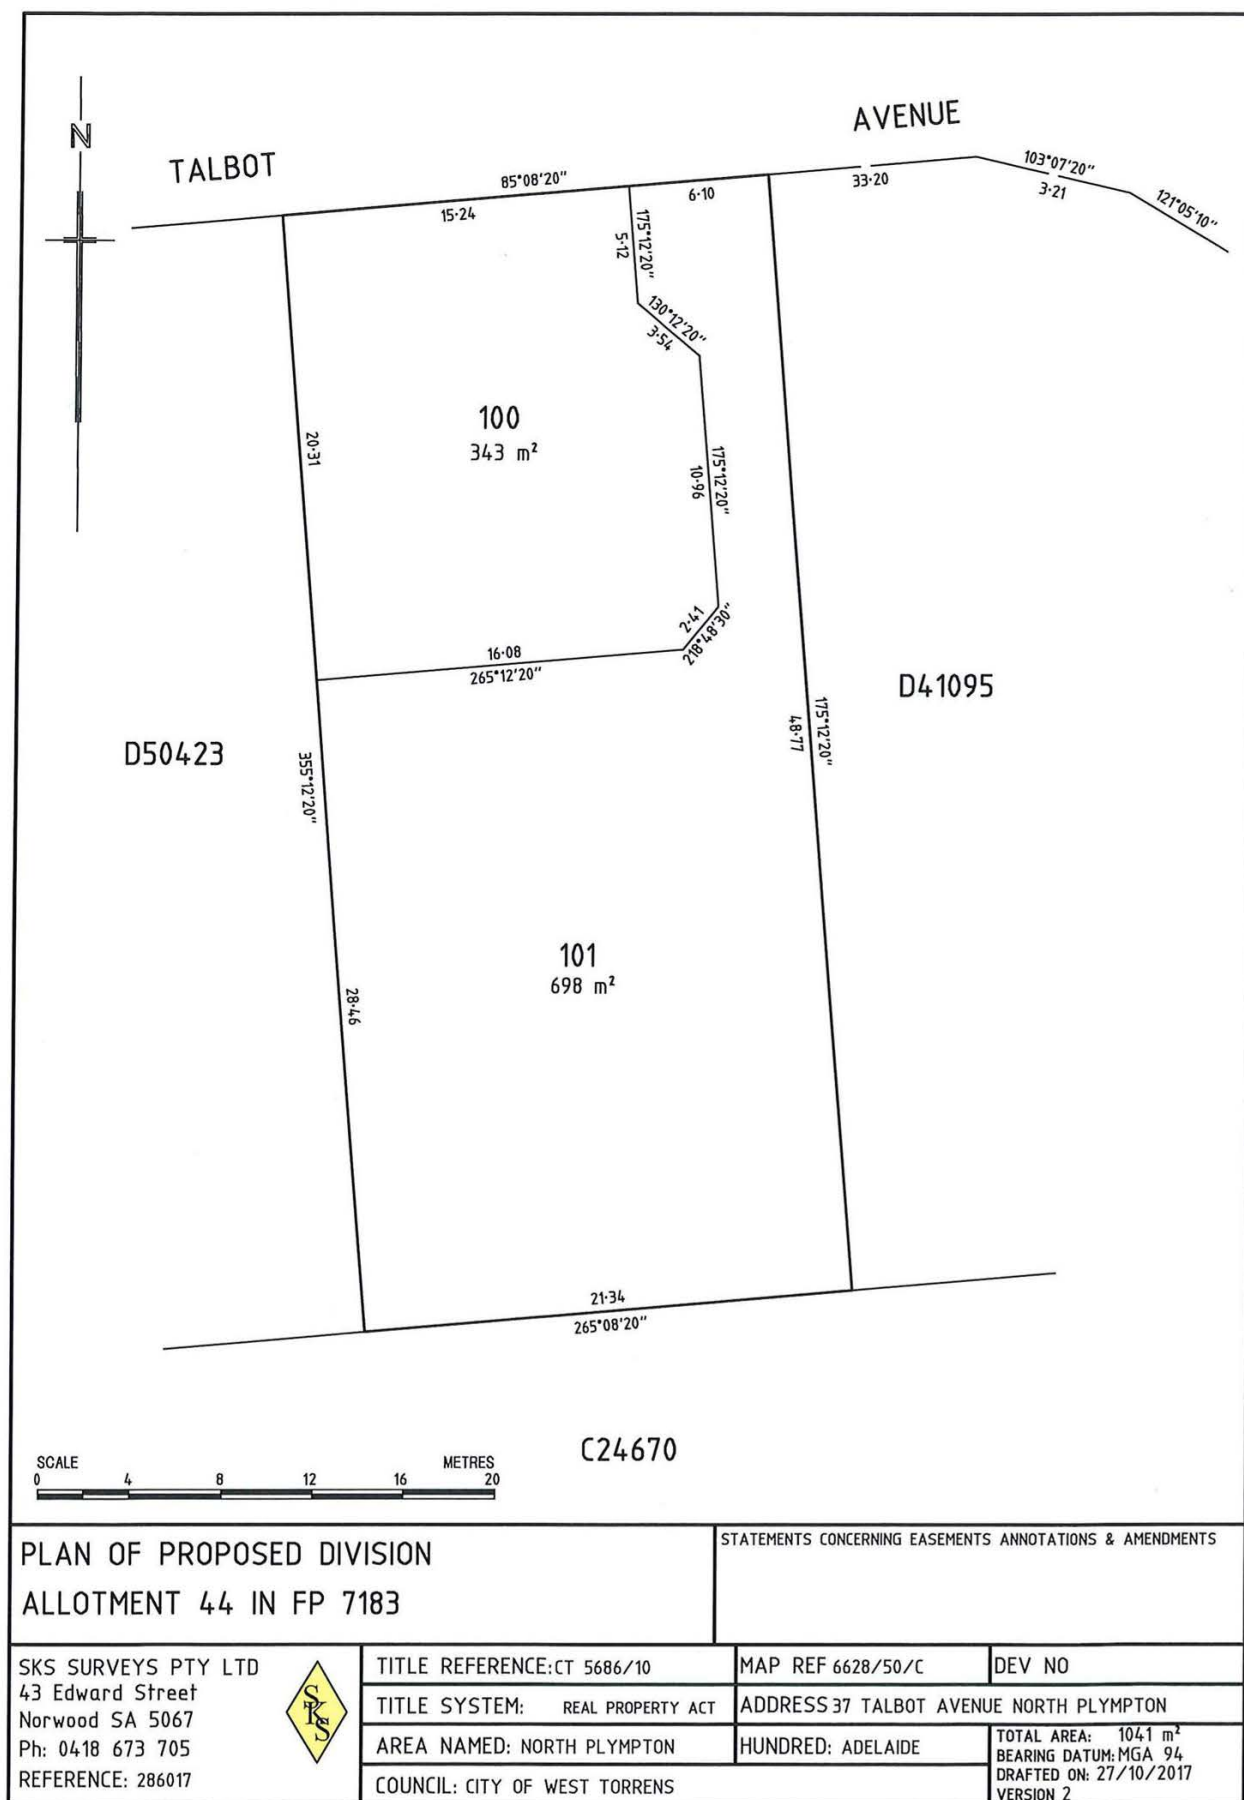 N
TALBOT
AVENUE
85°08'20"
15·24
6·10
33·20
103°07'20"
3·21
121°05'10"
175°12'20"
5·12
130°12'20"
3·54
100
343 m²
20·31
175°12'20"
10·96
2·41
218°48'30"
16·08
265°12'20"
D50423
D41095
355°12'20"
175°12'20"
48·77
101
698 m²
28·46
21·34
265°08'20"
C24670
SCALE METRES
0 4 8 12 16 20
PLAN OF PROPOSED DIVISION
ALLOTMENT 44 IN FP 7183
STATEMENTS CONCERNING EASEMENTS ANNOTATIONS & AMENDMENTS
SKS SURVEYS PTY LTD
43 Edward Street
Norwood SA 5067
Ph: 0418 673 705
REFERENCE: 286017
SKS
TITLE REFERENCE: CT 5686/10
MAP REF 6628/50/C
DEV NO
TITLE SYSTEM: REAL PROPERTY ACT
ADDRESS 37 TALBOT AVENUE NORTH PLYMPTON
AREA NAMED: NORTH PLYMPTON
HUNDRED: ADELAIDE
COUNCIL: CITY OF WEST TORRENS
TOTAL AREA: 1041 m²
BEARING DATUM: MGA 94
DRAFTED ON: 27/10/2017
VERSION 2